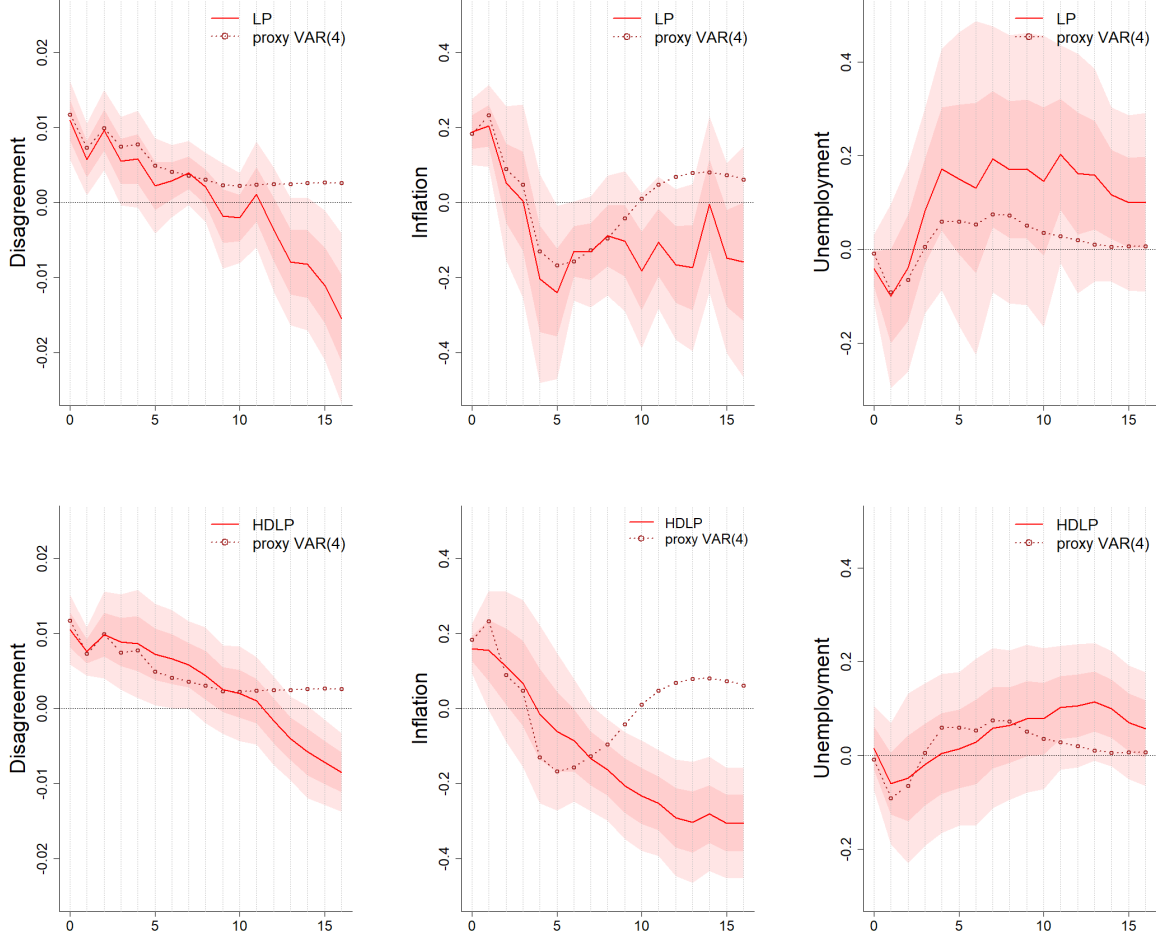 LP
proxy VAR(4)
Disagreement
0.02
0.01
0.00
-0.01
-0.02
0 5 10 15
LP
proxy VAR(4)
Inflation
0.4
0.2
0.0
-0.2
-0.4
0 5 10 15
LP
proxy VAR(4)
Unemployment
0.4
0.2
0.0
-0.2
0 5 10 15
HDLP
proxy VAR(4)
Disagreement
0.02
0.01
0.00
-0.01
-0.02
0 5 10 15
HDLP
proxy VAR(4)
Inflation
0.4
0.2
0.0
-0.2
-0.4
0 5 10 15
HDLP
proxy VAR(4)
Unemployment
0.4
0.2
0.0
-0.2
0 5 10 15